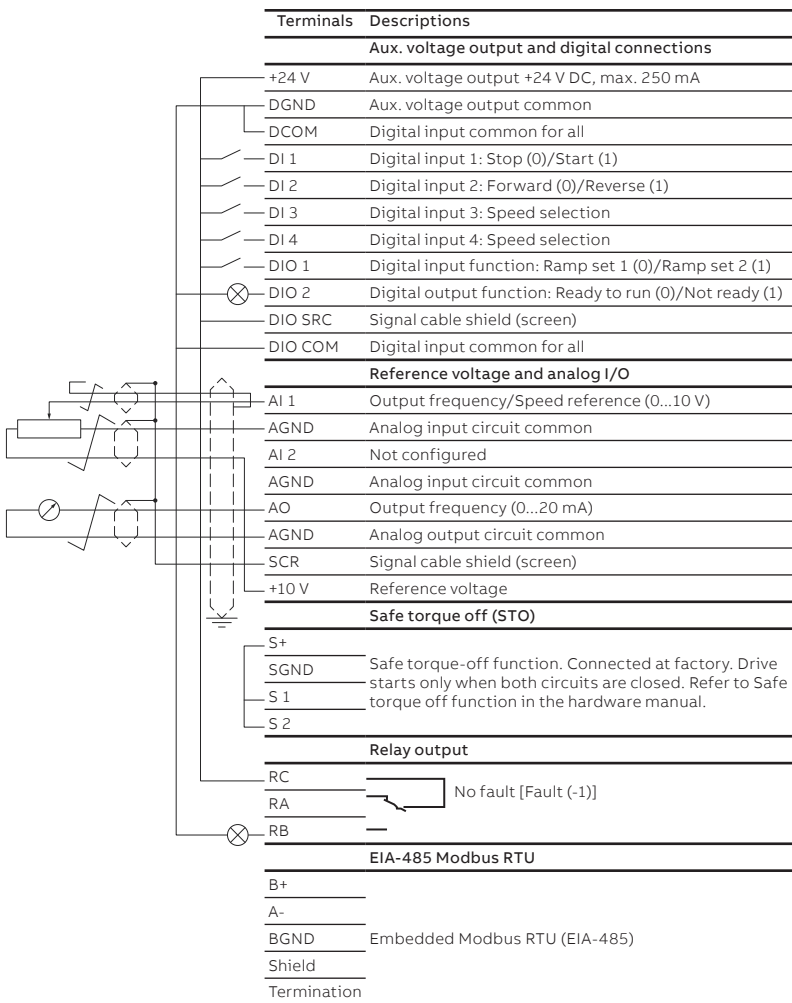 Terminals Descriptions
Aux. voltage output and digital connections
+24 V Aux. voltage output +24 V DC, max. 250 mA
DGND Aux. voltage output common
DCOM Digital input common for all
DI 1 Digital input 1: Stop (0)/Start (1)
DI 2 Digital input 2: Forward (0)/Reverse (1)
DI 3 Digital input 3: Speed selection
DI 4 Digital input 4: Speed selection
DIO 1 Digital input function: Ramp set 1 (0)/Ramp set 2 (1)
DIO 2 Digital output function: Ready to run (0)/Not ready (1)
DIO SRC Signal cable shield (screen)
DIO COM Digital input common for all
Reference voltage and analog I/O
AI 1 Output frequency/Speed reference (0...10 V)
AGND Analog input circuit common
AI 2 Not configured
AGND Analog input circuit common
AO Output frequency (0...20 mA)
AGND Analog output circuit common
SCR Signal cable shield (screen)
+10 V Reference voltage
Safe torque off (STO)
S+
SGND
S 1
S 2
Safe torque-off function. Connected at factory. Drive
starts only when both circuits are closed. Refer to Safe
torque off function in the hardware manual.
Relay output
RC
RA
RB
No fault [Fault (-1)]
EIA-485 Modbus RTU
B+
A-
BGND Embedded Modbus RTU (EIA-485)
Shield
Termination